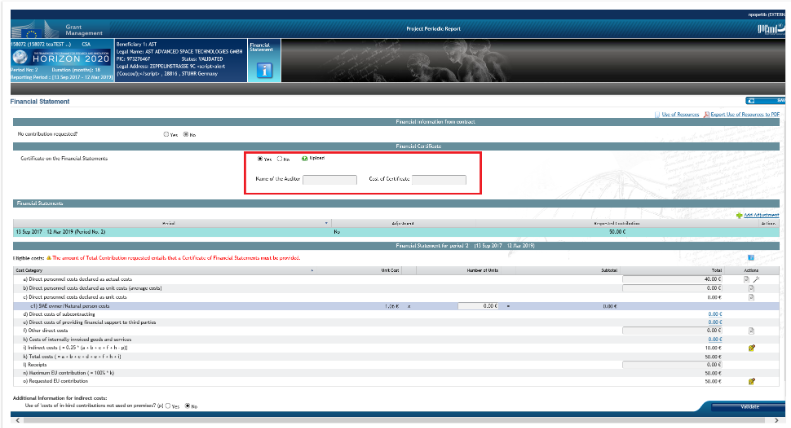 Grant
Management
Project Periodic Report
CSA
HORIZON 2020
Period No: 2 Duration (months): 18
Reporting Period : [13 Sep 2017 - 12 Mar 2019]
Beneficiary 1: AST
Legal Name: AST ADVANCED SPACE TECHNOLOGIES GMBH
PIC: 973270467 Status: VALIDATED
Legal Address: ZEPPELINSTRASSE 9C <script>alert
, 28816 , STUHR Germany
Financial
Statement
Financial Statement
Use of Resources Export Use of Resources to PDF
Financial information from contract
No contribution requested? Yes No
Financial Certificate
Certificate on the Financial Statements Yes No Upload
Name of the Auditor Cost of Certificate
Financial Statements
Add Adjustment
Period Adjustment Requested Contribution Actions
13 Sep 2017 12 Mar 2019 (Period No. 2) No 50.00 €
Financial Statement for period 2 (13 Sep 2017 12 Mar 2019)
Eligible costs: The amount of Total Contribution requested entails that a Certificate of Financial Statements must be provided.
Cost Category Unit Cost Number of Units Subtotal Total Actions
a) Direct personnel costs declared as actual costs 40.00 €
b) Direct personnel costs declared as unit costs (average costs) 0.00 €
c) Direct personnel costs declared as unit costs 0.00 €
c1) SME owner/Natural person costs 0.00 € = 0.00 €
d) Direct costs of subcontracting 0.00 €
e) Direct costs of providing financial support to third parties 0.00 €
f) Other direct costs 0.00 €
h) Costs of internally invoiced goods and services 0.00 €
i) Indirect costs ( = 0.25 * (a + b + c + f + h - p)) 10.00 €
k) Total costs ( = a + b + c + d + e + f + h + i) 50.00 €
l) Receipts 0.00 €
n) Maximum EU contribution ( = 100% * k) 50.00 €
o) Requested EU contribution 50.00 €
Additional information for indirect costs:
Use of costs of in-kind contributions not used on premises? (p) Yes No
Validate